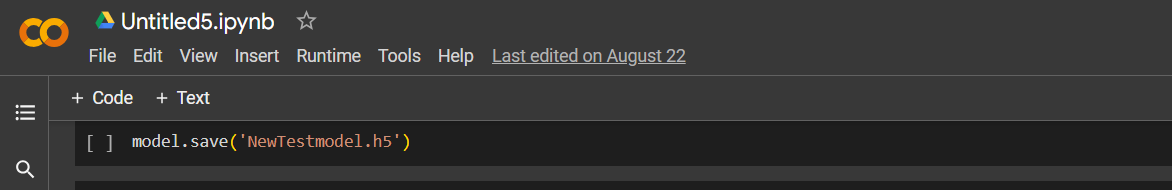 Untitled5.ipynb
File Edit View Insert Runtime Tools Help Last edited on August 22
+ Code + Text
[ ] model.save('NewTestmodel.h5')